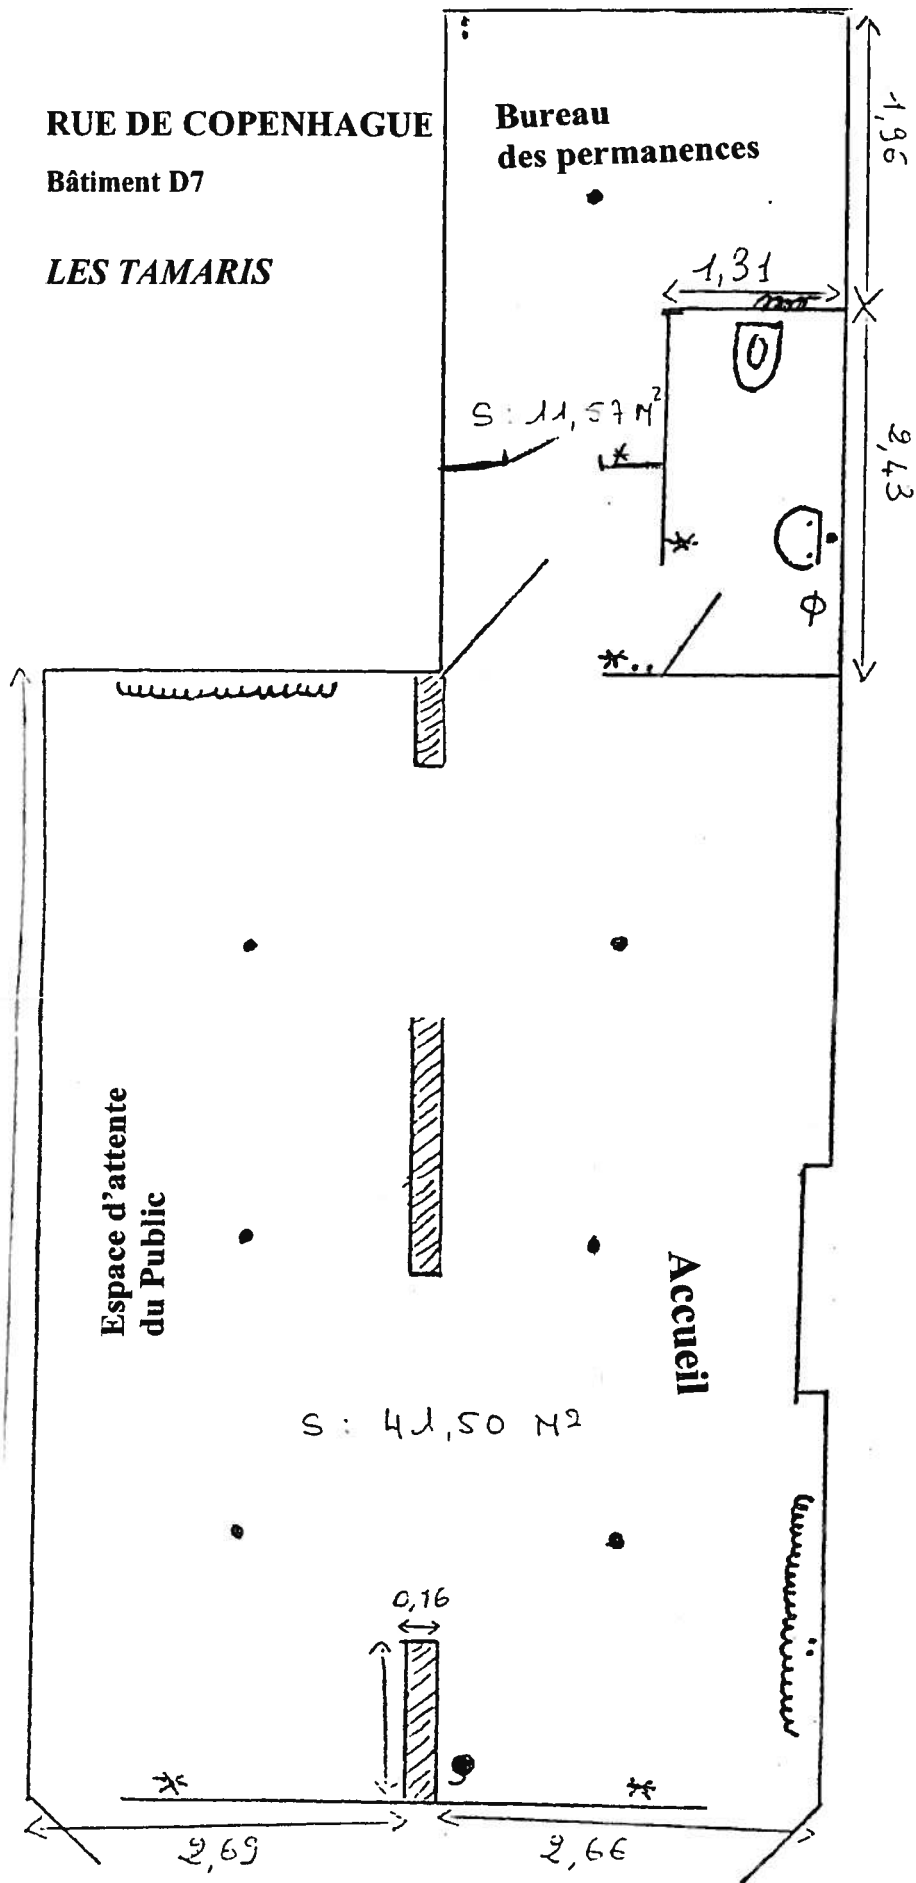 RUE DE COPENHAGUE
Bâtiment D7
LES TAMARIS
Bureau
des permanences
1,96
1,31
S : 11,57 M²
2,43
Espace d'attente
du Public
Accueil
S : 41,50 M2
0,16
2,69
2,66